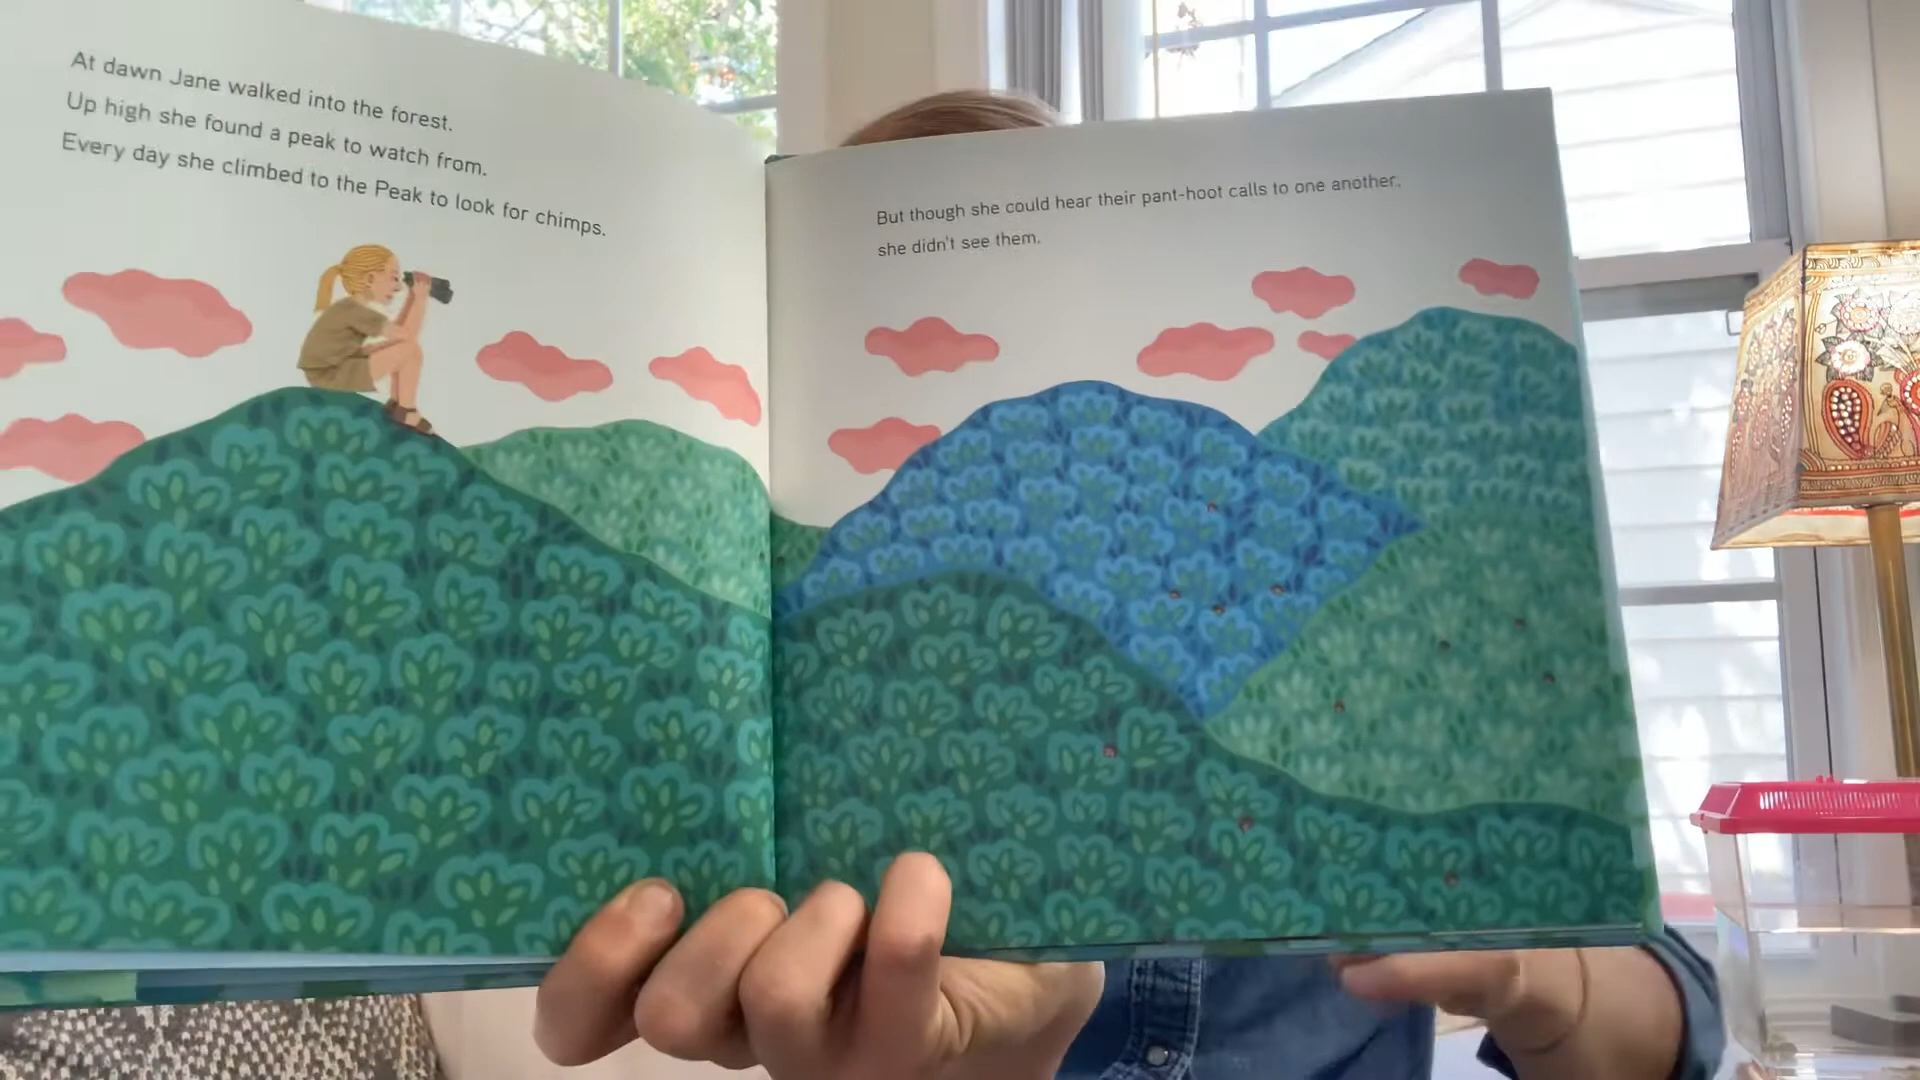 At dawn Jane walked into the forest.
Up high she found a peak to watch from.
Every day she climbed to the Peak to look for chimps.
But though she could hear their pant-hoot calls to one another,
she didn't see them.